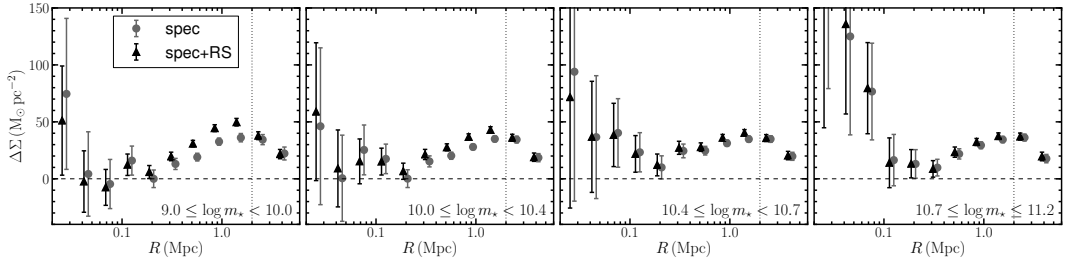 150
100
50
0
ΔΣ (M⊙ pc⁻²)
spec
spec+RS
9.0 ≤ log m⋆ < 10.0
10.0 ≤ log m⋆ < 10.4
10.4 ≤ log m⋆ < 10.7
10.7 ≤ log m⋆ ≤ 11.2
0.1 1.0 0.1 1.0 0.1 1.0 0.1 1.0
R (Mpc) R (Mpc) R (Mpc) R (Mpc)